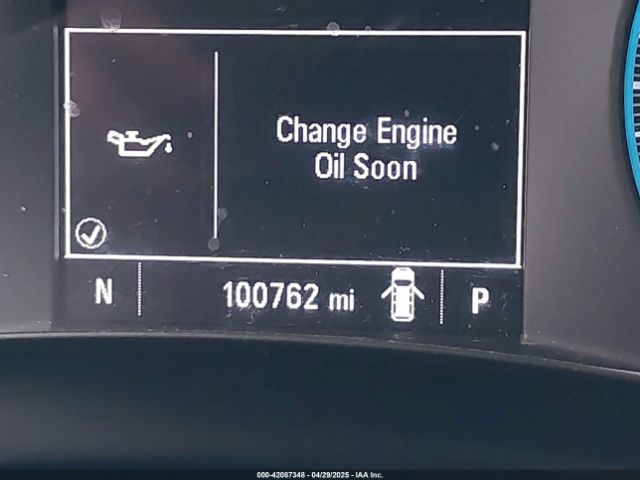 Change Engine
Oil Soon
N 100762 mi P
000-42087348 - 04/29/2025 - IAA Inc.